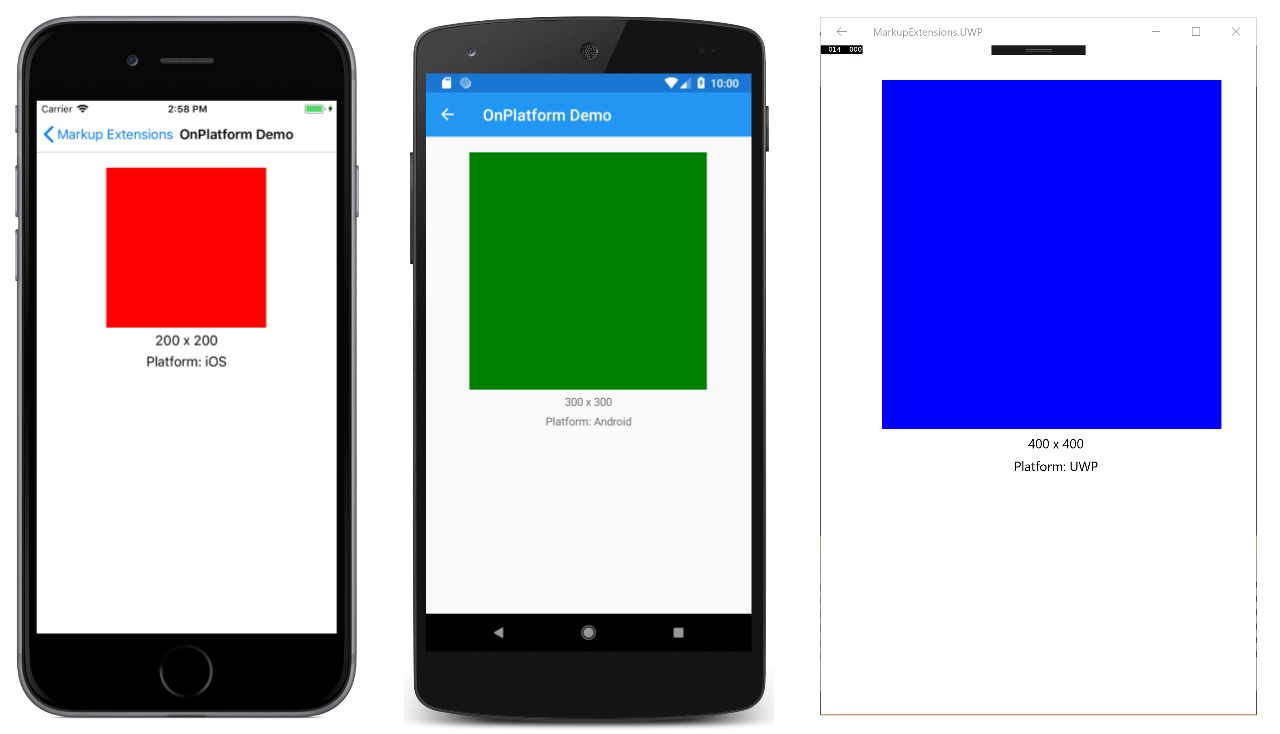 Carrier 2:58 PM
Markup Extensions OnPlatform Demo
200 x 200
Platform: iOS
10:00
OnPlatform Demo
300 x 300
Platform: Android
MarkupExtensions.UWP
014 000
400 x 400
Platform: UWP